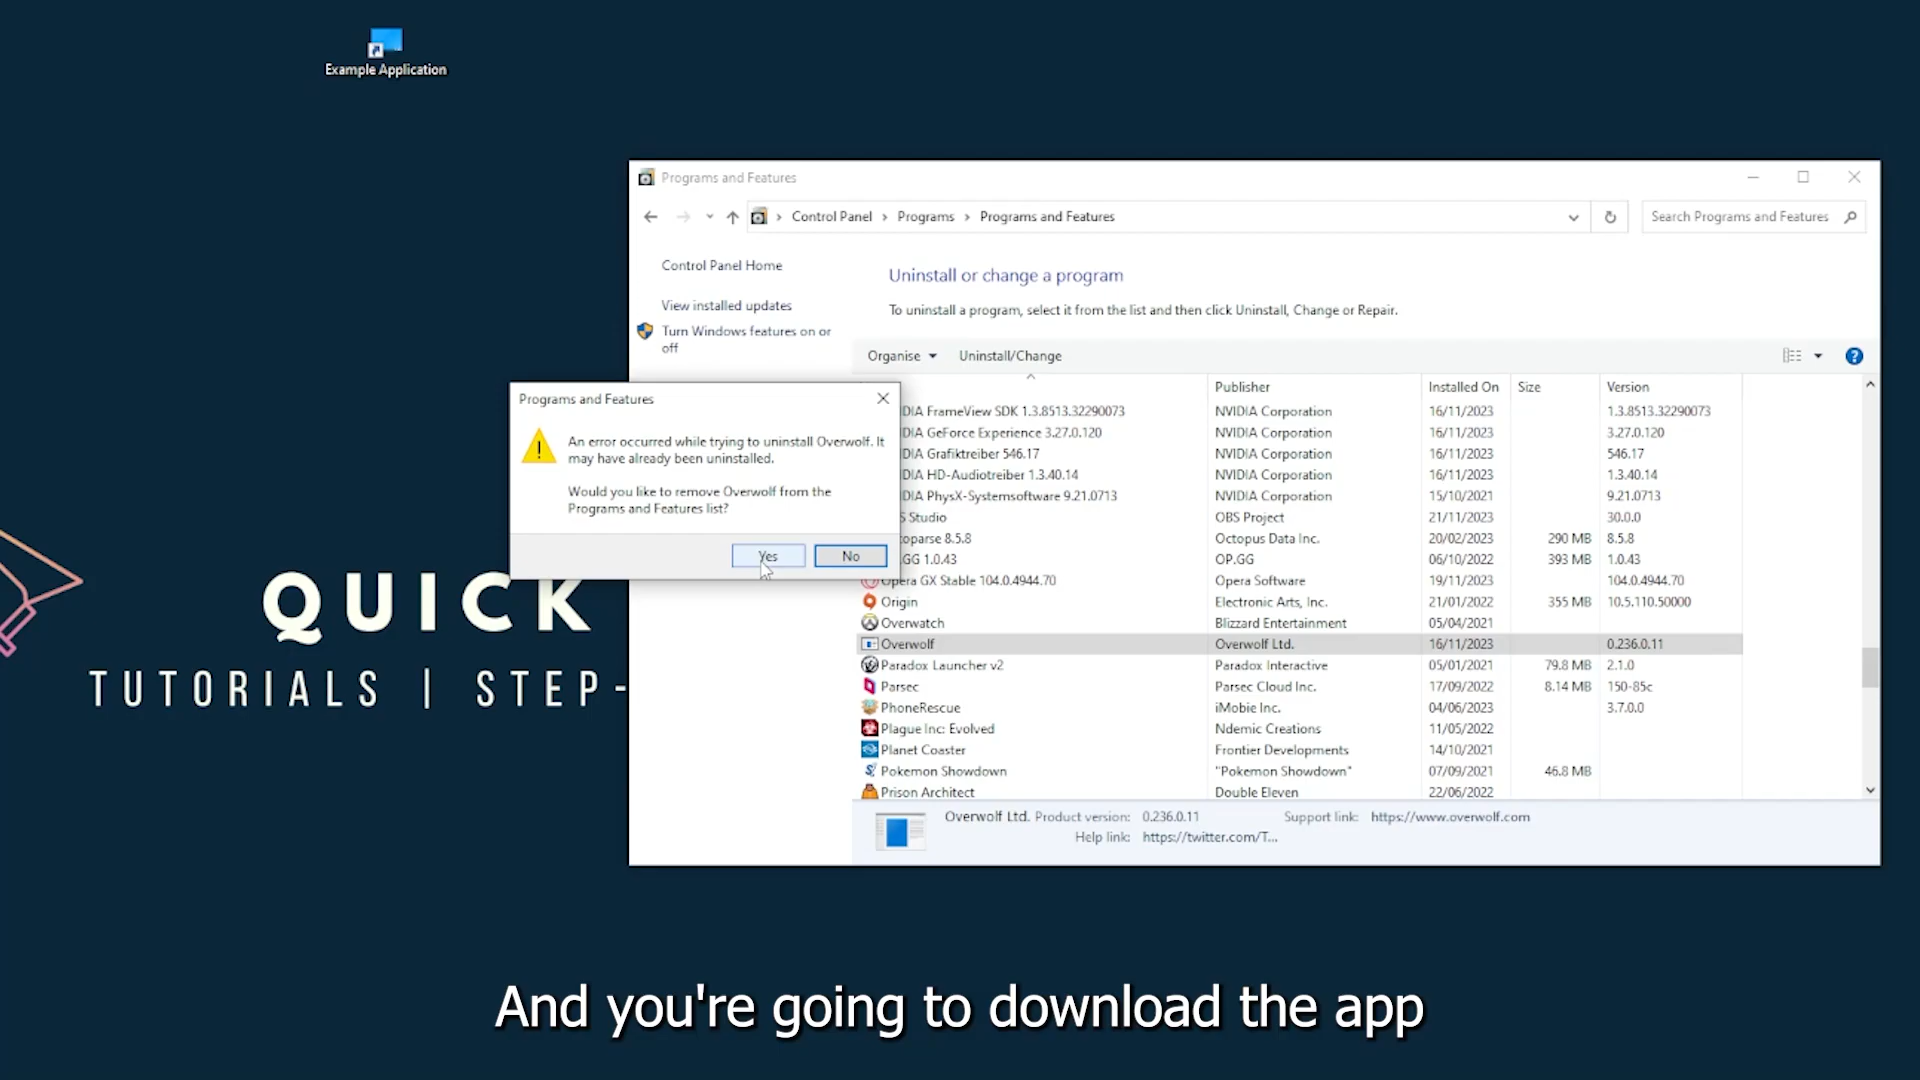 Example Application
Programs and Features
Control Panel > Programs > Programs and Features
Search Programs and Features
Control Panel Home
View installed updates
Turn Windows features on or
off
Uninstall or change a program
To uninstall a program, select it from the list and then click Uninstall, Change or Repair.
Organise Uninstall/Change
Publisher Installed On Size Version
DIA FrameView SDK 1.3.8513.32290073 NVIDIA Corporation 16/11/2023 1.3.8513.32290073
DIA GeForce Experience 3.27.0.120 NVIDIA Corporation 16/11/2023 3.27.0.120
DIA Grafiktreiber 546.17 NVIDIA Corporation 16/11/2023 546.17
DIA HD-Audiotreiber 1.3.40.14 NVIDIA Corporation 16/11/2023 1.3.40.14
DIA PhysX-Systemsoftware 9.21.0713 NVIDIA Corporation 15/10/2021 9.21.0713
S Studio OBS Project 21/11/2023 30.0.0
oparse 8.5.8 Octopus Data Inc. 20/02/2023 290 MB 8.5.8
.GG 1.0.43 OP.GG 06/10/2022 393 MB 1.0.43
Opera GX Stable 104.0.4944.70 Opera Software 19/11/2023 104.0.4944.70
Origin Electronic Arts, Inc. 21/01/2022 355 MB 10.5.110.50000
Overwatch Blizzard Entertainment 05/04/2021
Overwolf Overwolf Ltd. 16/11/2023 0.236.0.11
Paradox Launcher v2 Paradox Interactive 05/01/2021 79.8 MB 2.1.0
Parsec Parsec Cloud Inc. 17/09/2022 8.14 MB 150-85c
PhoneRescue iMobie Inc. 04/06/2023 3.7.0.0
Plague Inc: Evolved Ndemic Creations 11/05/2022
Planet Coaster Frontier Developments 14/10/2021
Pokemon Showdown "Pokemon Showdown" 07/09/2021 46.8 MB
Prison Architect Double Eleven 22/06/2022
Overwolf Ltd. Product version: 0.236.0.11 Support link: https://www.overwolf.com
Help link: https://twitter.com/T...
Programs and Features
An error occurred while trying to uninstall Overwolf. It
may have already been uninstalled.
Would you like to remove Overwolf from the
Programs and Features list?
Yes No
QUICK
TUTORIALS | STEP-
And you're going to download the app